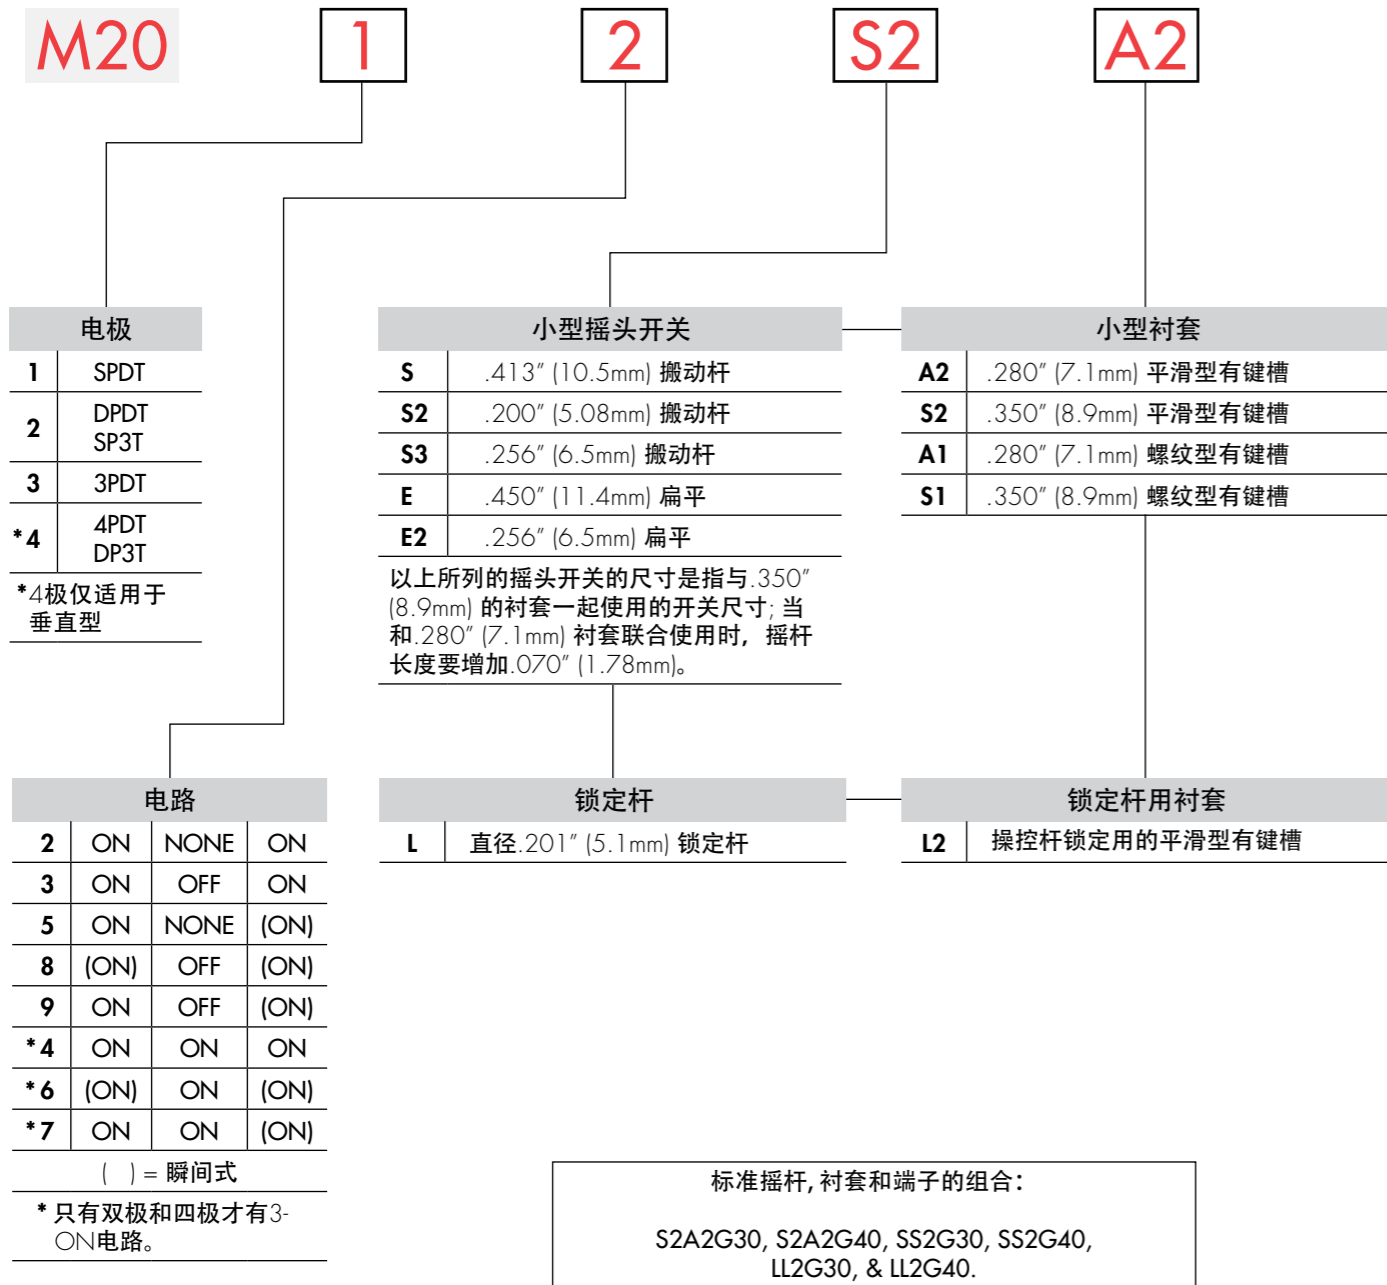 M20 1 2 S2 A2
电极
1 SPDT
2 DPDT
SP3T
3 3PDT
*4 4PDT
DP3T
*4极仅适用于
垂直型
小型摇头开关
S .413" (10.5mm) 搬动杆
S2 .200" (5.08mm) 搬动杆
S3 .256" (6.5mm) 搬动杆
E .450" (11.4mm) 扁平
E2 .256" (6.5mm) 扁平
以上所列的摇头开关的尺寸是指与.350"
(8.9mm) 的衬套一起使用的开关尺寸; 当
和.280" (7.1mm) 衬套联合使用时，摇杆
长度要增加.070" (1.78mm)。
小型衬套
A2 .280" (7.1mm) 平滑型有键槽
S2 .350" (8.9mm) 平滑型有键槽
A1 .280" (7.1mm) 螺纹型有键槽
S1 .350" (8.9mm) 螺纹型有键槽
电路
2 ON NONE ON
3 ON OFF ON
5 ON NONE (ON)
8 (ON) OFF (ON)
9 ON OFF (ON)
*4 ON ON ON
*6 (ON) ON (ON)
*7 ON ON (ON)
( ) = 瞬间式
* 只有双极和四极才有3-
ON电路。
锁定杆
L 直径.201" (5.1mm) 锁定杆
锁定杆用衬套
L2 操控杆锁定用的平滑型有键槽
标准摇杆, 衬套和端子的组合：
S2A2G30, S2A2G40, SS2G30, SS2G40,
LL2G30, & LL2G40.